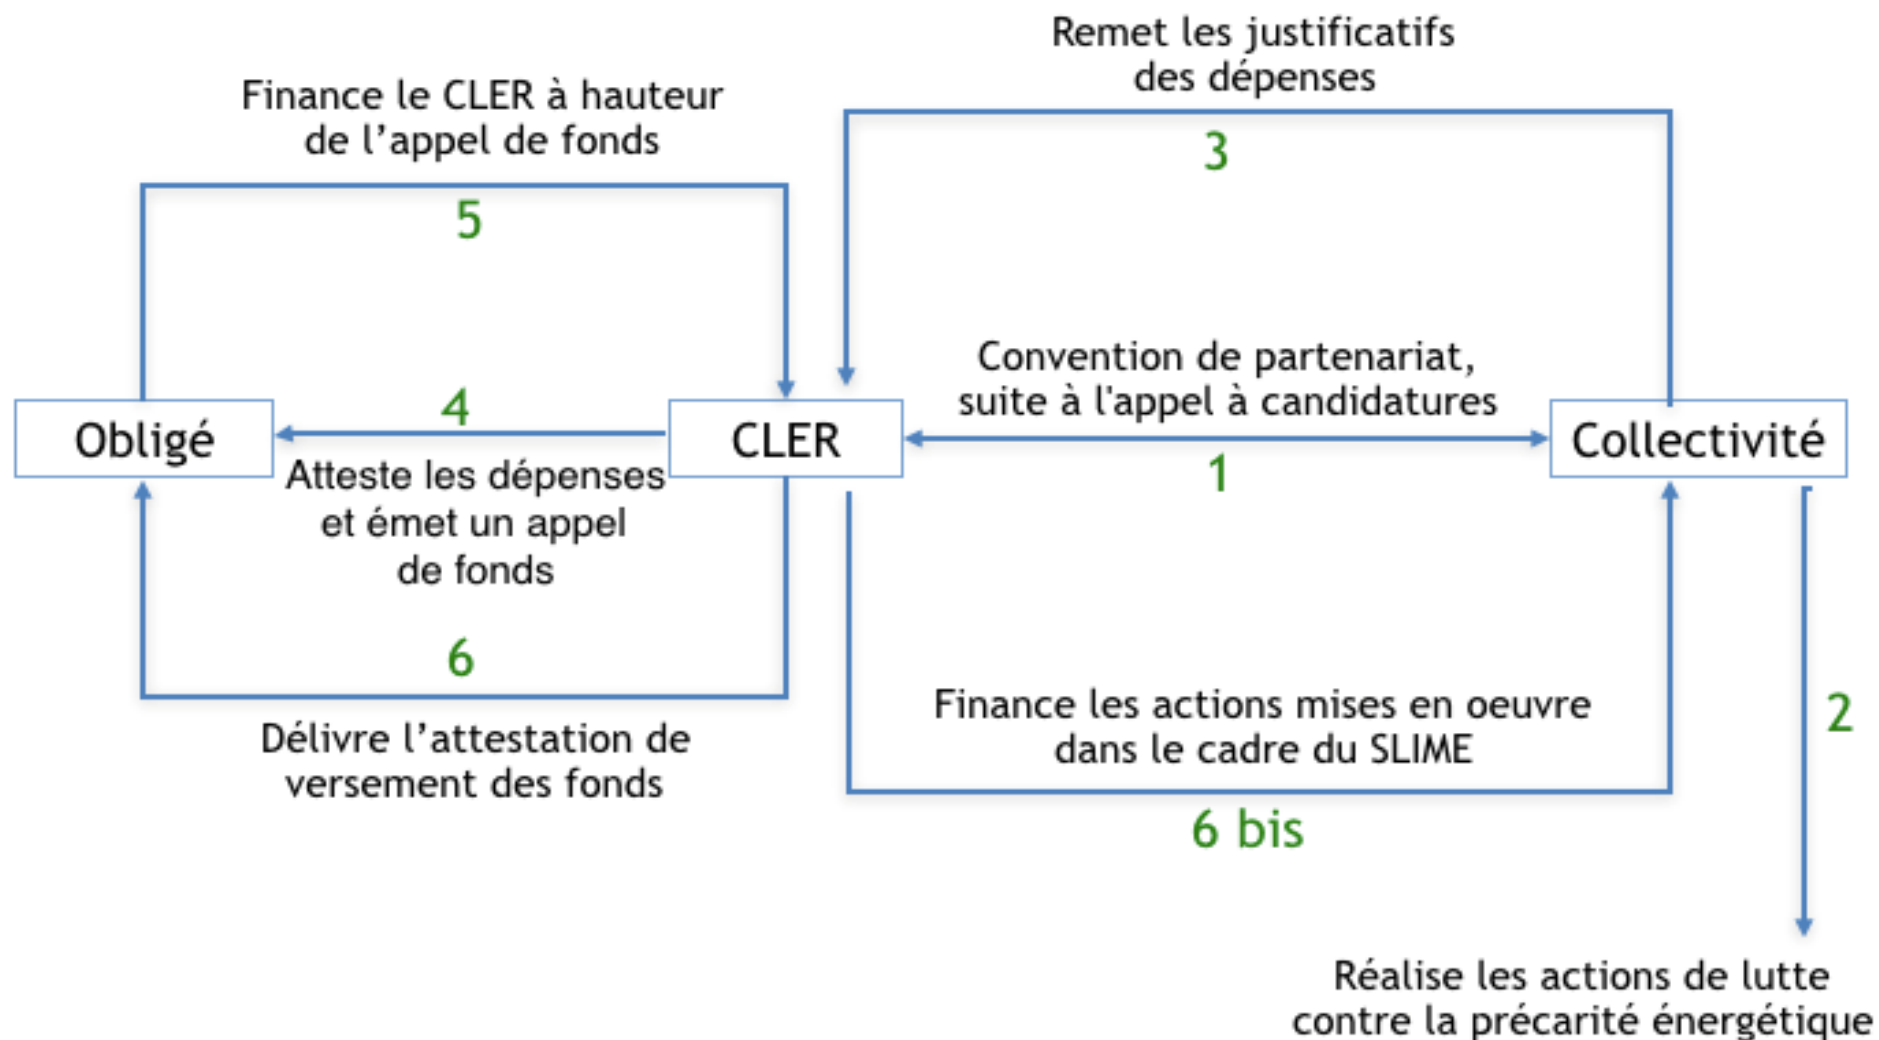 Remet les justificatifs
des dépenses
3
Finance le CLER à hauteur
de l’appel de fonds
5
Obligé
4
Atteste les dépenses
et émet un appel
de fonds
CLER
Convention de partenariat,
suite à l'appel à candidatures
1
Collectivité
6
Délivre l’attestation de
versement des fonds
Finance les actions mises en oeuvre
dans le cadre du SLIME
6 bis
2
Réalise les actions de lutte
contre la précarité énergétique